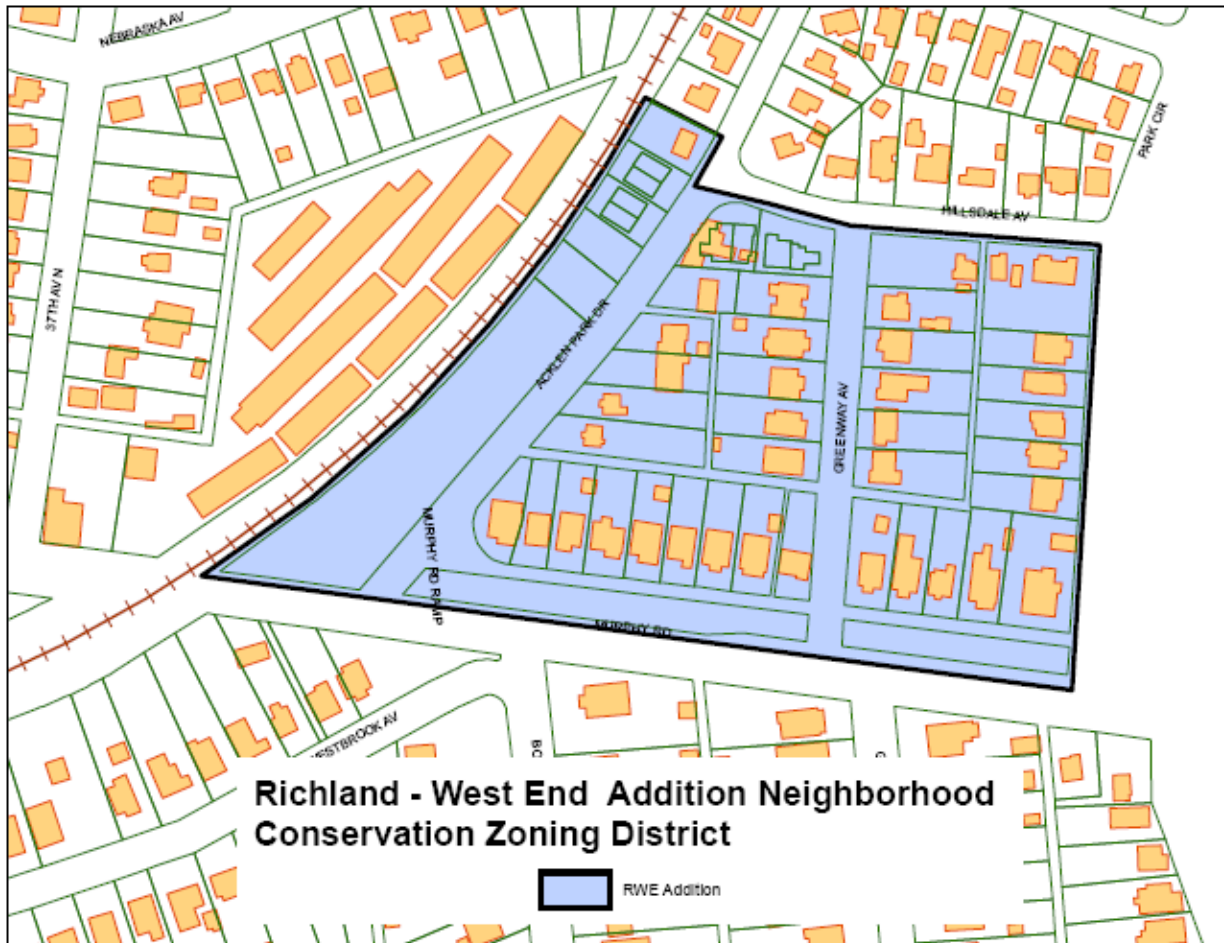 NEBRASKA AV
PARK CIR
HILLSDALE AV
37TH AV N
ACKLEN PARK DR
GREENWAY AV
MURPHY RD RAMP
MURPHY RD
WESTBROOK AV
BO
G
Richland - West End Addition Neighborhood
Conservation Zoning District
RWE Addition